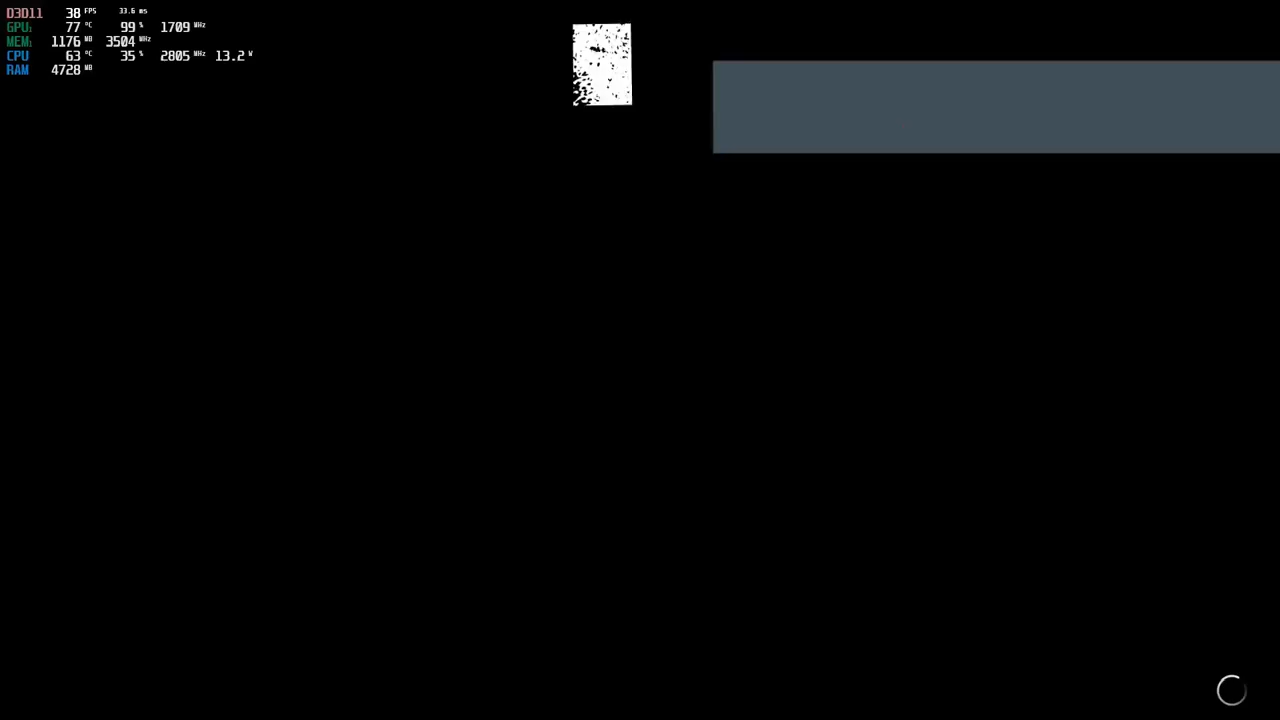 D3D11 38 FPS 33.6 ms
GPU1 77 °C 99 % 1709 MHz
MEM1 1176 MB 3504 MHz
CPU 63 °C 35 % 2805 MHz 13.2 W
RAM 4728 MB